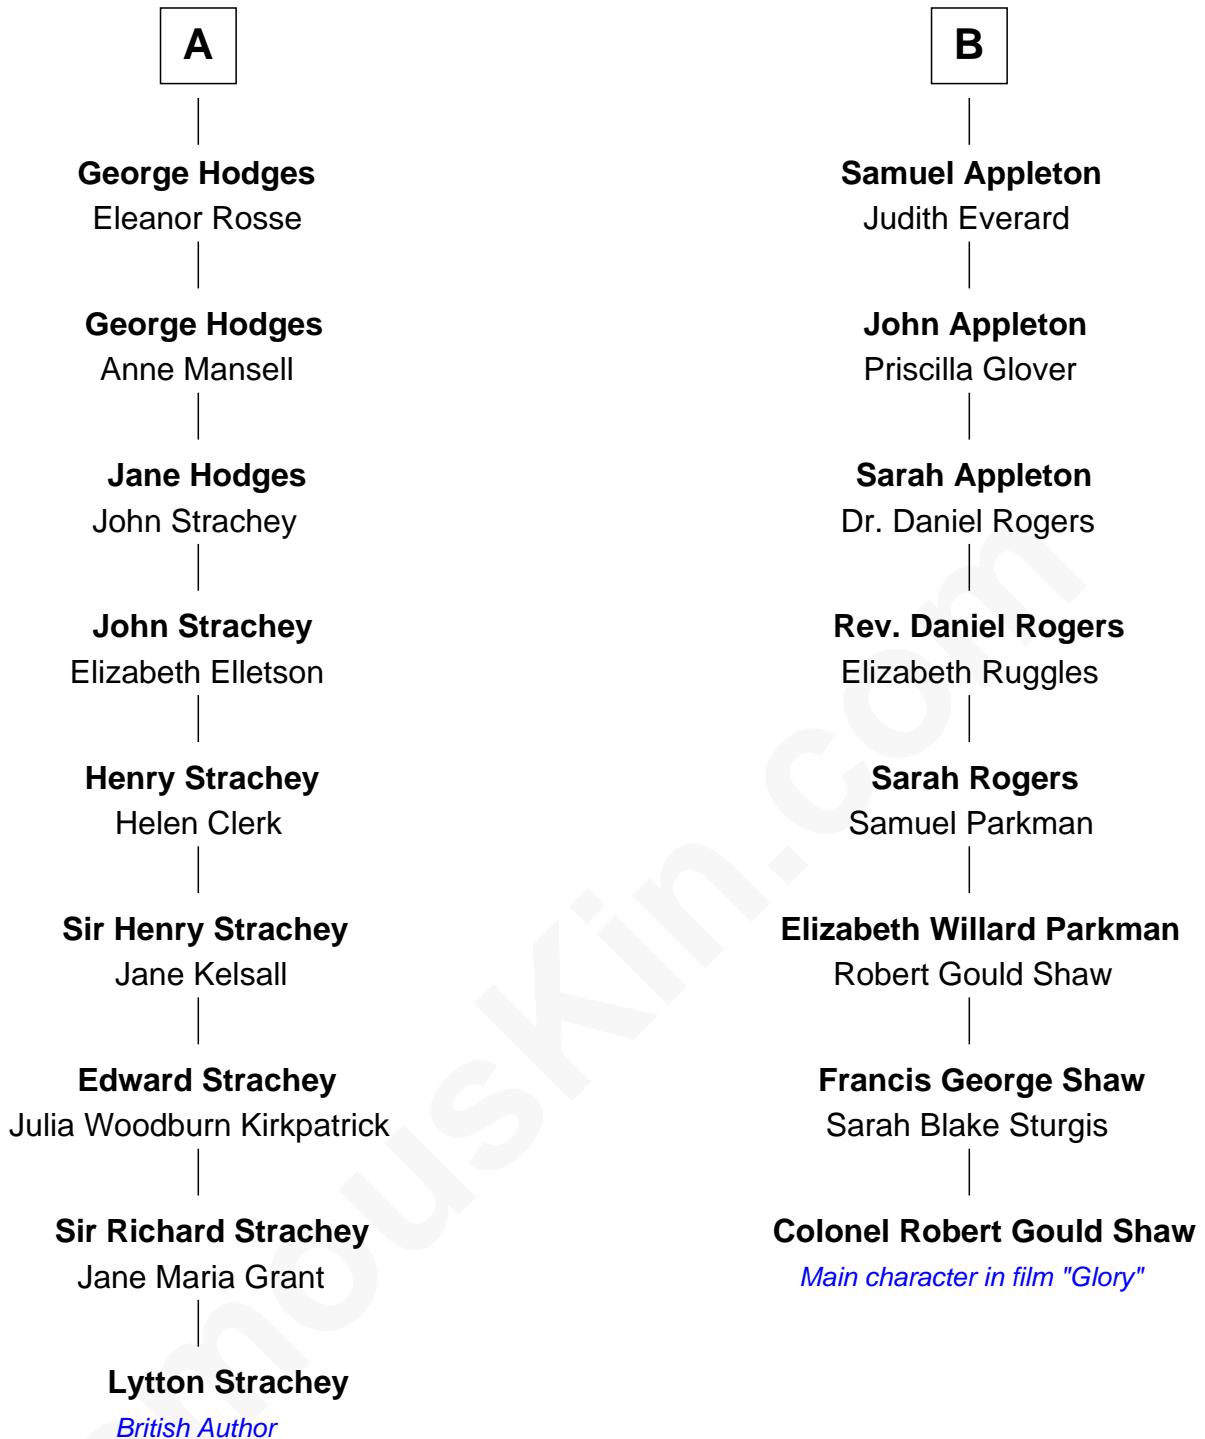 A
George Hodges
Eleanor Rosse
George Hodges
Anne Mansell
Jane Hodges
John Strachey
John Strachey
Elizabeth Elletson
Henry Strachey
Helen Clerk
Sir Henry Strachey
Jane Kelsall
Edward Strachey
Julia Woodburn Kirkpatrick
Sir Richard Strachey
Jane Maria Grant
Lytton Strachey
British Author
B
Samuel Appleton
Judith Everard
John Appleton
Priscilla Glover
Sarah Appleton
Dr. Daniel Rogers
Rev. Daniel Rogers
Elizabeth Ruggles
Sarah Rogers
Samuel Parkman
Elizabeth Willard Parkman
Robert Gould Shaw
Francis George Shaw
Sarah Blake Sturgis
Colonel Robert Gould Shaw
Main character in film "Glory"
mouskin.com